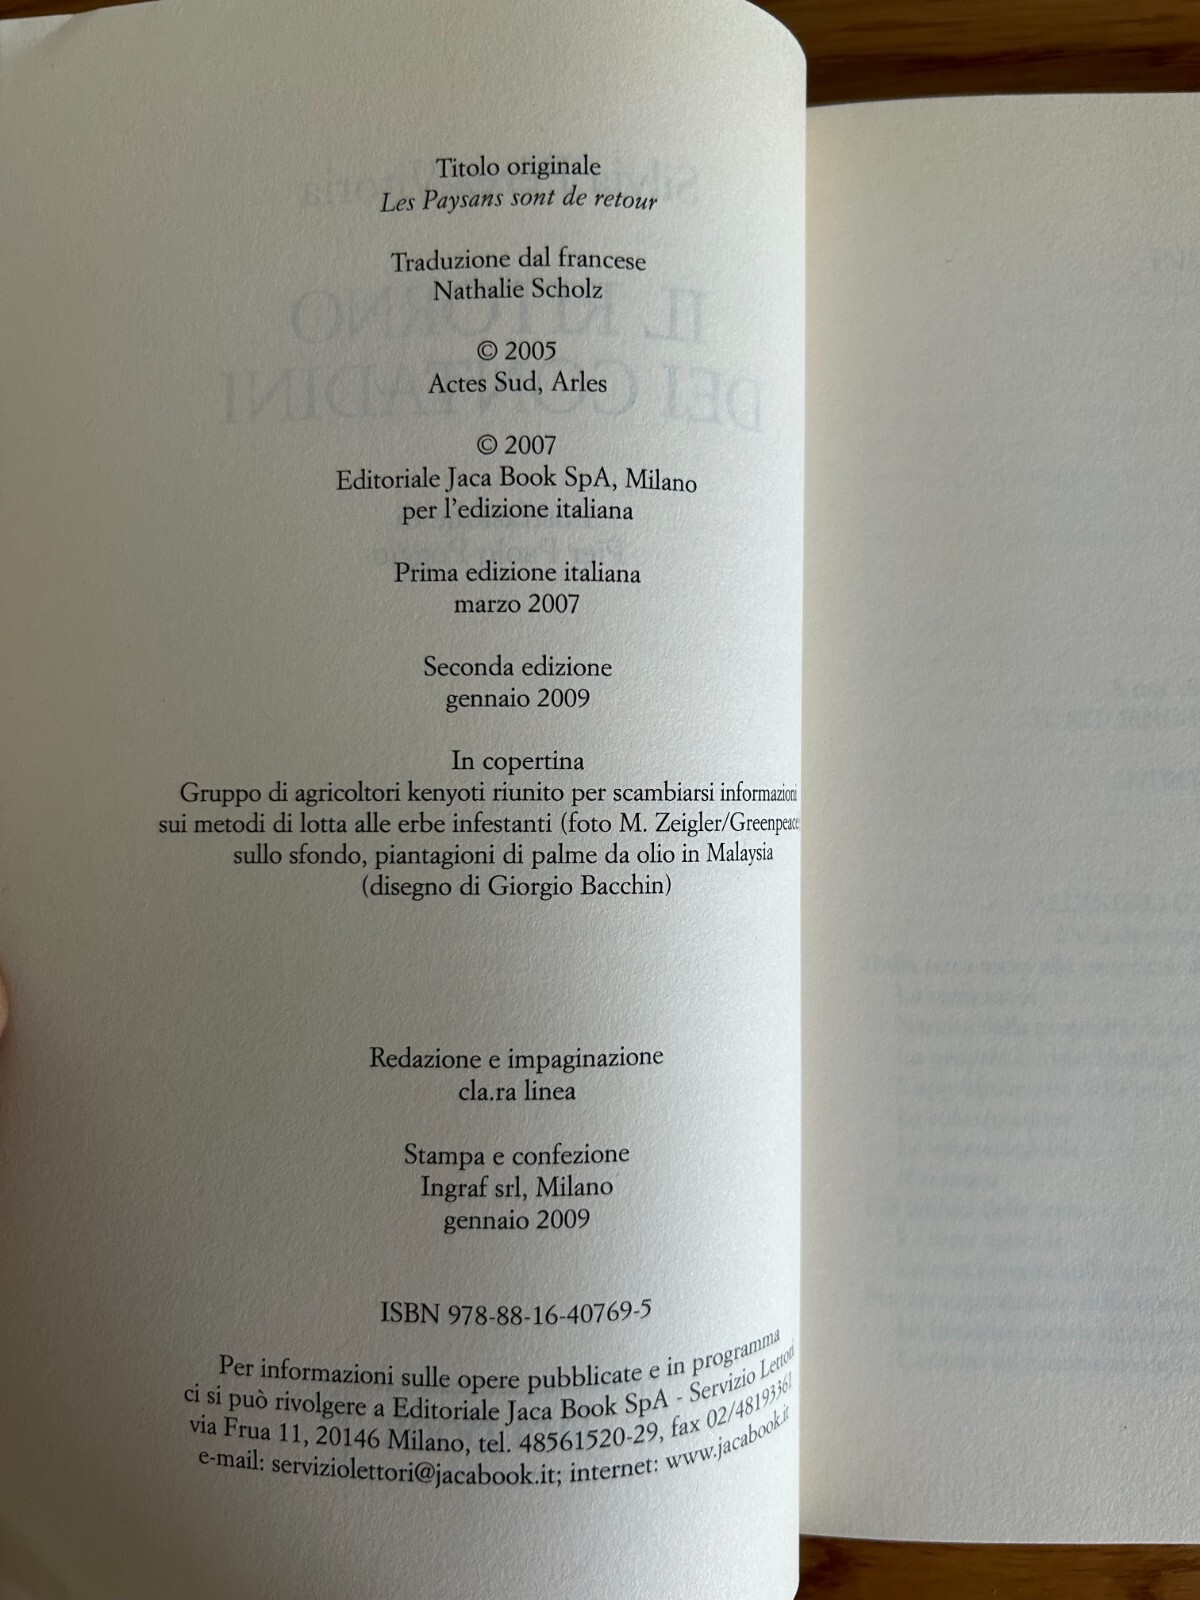 Titolo originale
Les Paysans sont de retour
Traduzione dal francese
Nathalie Scholz
© 2005
Actes Sud, Arles
© 2007
Editoriale Jaca Book SpA, Milano
per l'edizione italiana
Prima edizione italiana
marzo 2007
Seconda edizione
gennaio 2009
In copertina
Gruppo di agricoltori kenyoti riunito per scambiarsi informazioni
sui metodi di lotta alle erbe infestanti (foto M. Zeigler/Greenpeace
sullo sfondo, piantagioni di palme da olio in Malaysia
(disegno di Giorgio Bacchin)
Redazione e impaginazione
cla.ra linea
Stampa e confezione
Ingraf srl, Milano
gennaio 2009
ISBN 978-88-16-40769-5
Per informazioni sulle opere pubblicate e in programma
ci si può rivolgere a Editoriale Jaca Book SpA - Servizio Lettori
via Frua 11, 20146 Milano, tel. 48561520-29, fax 02/48193361
e-mail: serviziolettori@jacabook.it; internet: www.jacabook.it